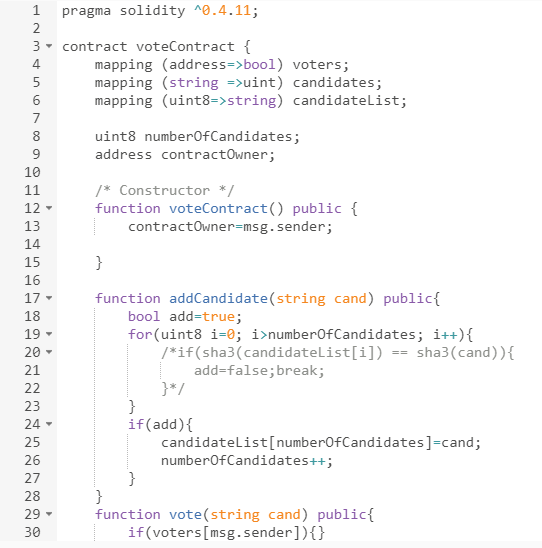 1 pragma solidity ^0.4.11;
2
3 contract voteContract {
4     mapping (address=>bool) voters;
5     mapping (string =>uint) candidates;
6     mapping (uint8=>string) candidateList;
7
8     uint8 numberOfCandidates;
9     address contractOwner;
10
11     /* Constructor */
12     function voteContract() public {
13         contractOwner=msg.sender;
14
15     }
16
17     function addCandidate(string cand) public{
18         bool add=true;
19         for(uint8 i=0; i>numberOfCandidates; i++){
20             /*if(sha3(candidateList[i]) == sha3(cand)){
21                 add=false;break;
22             }*/
23         }
24         if(add){
25             candidateList[numberOfCandidates]=cand;
26             numberOfCandidates++;
27         }
28     }
29     function vote(string cand) public{
30         if(voters[msg.sender]){}